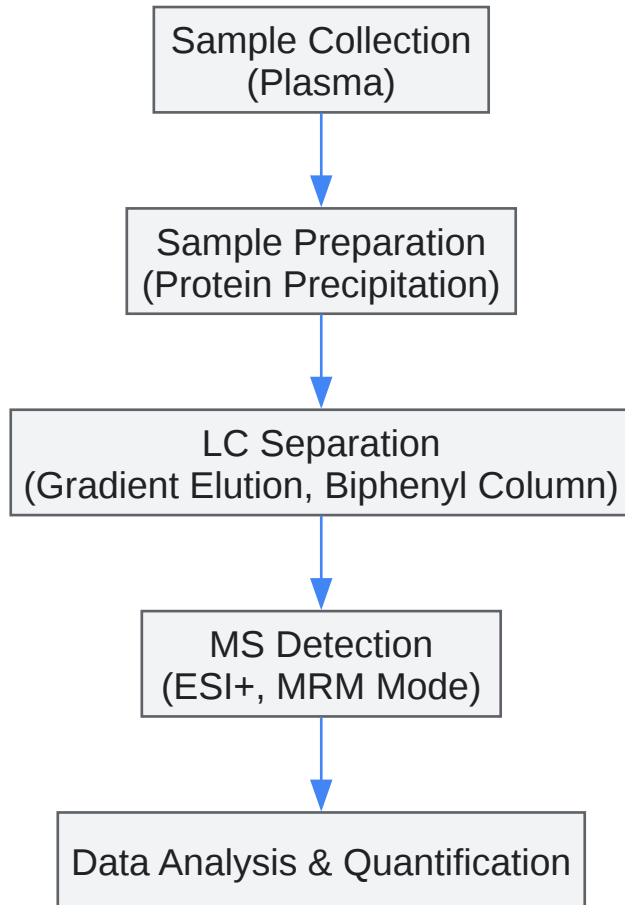 Sample Collection
(Plasma)
Sample Preparation
(Protein Precipitation)
LC Separation
(Gradient Elution, Biphenyl Column)
MS Detection
(ESI+, MRM Mode)
Data Analysis & Quantification